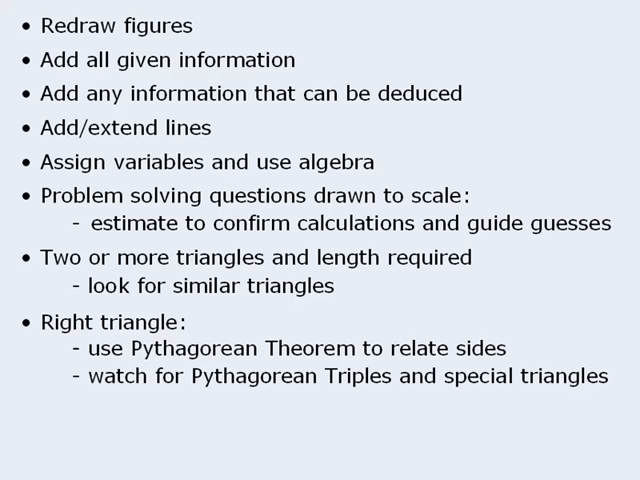 • Redraw figures
• Add all given information
• Add any information that can be deduced
• Add/extend lines
• Assign variables and use algebra
• Problem solving questions drawn to scale:
- estimate to confirm calculations and guide guesses
• Two or more triangles and length required
- look for similar triangles
• Right triangle:
- use Pythagorean Theorem to relate sides
- watch for Pythagorean Triples and special triangles